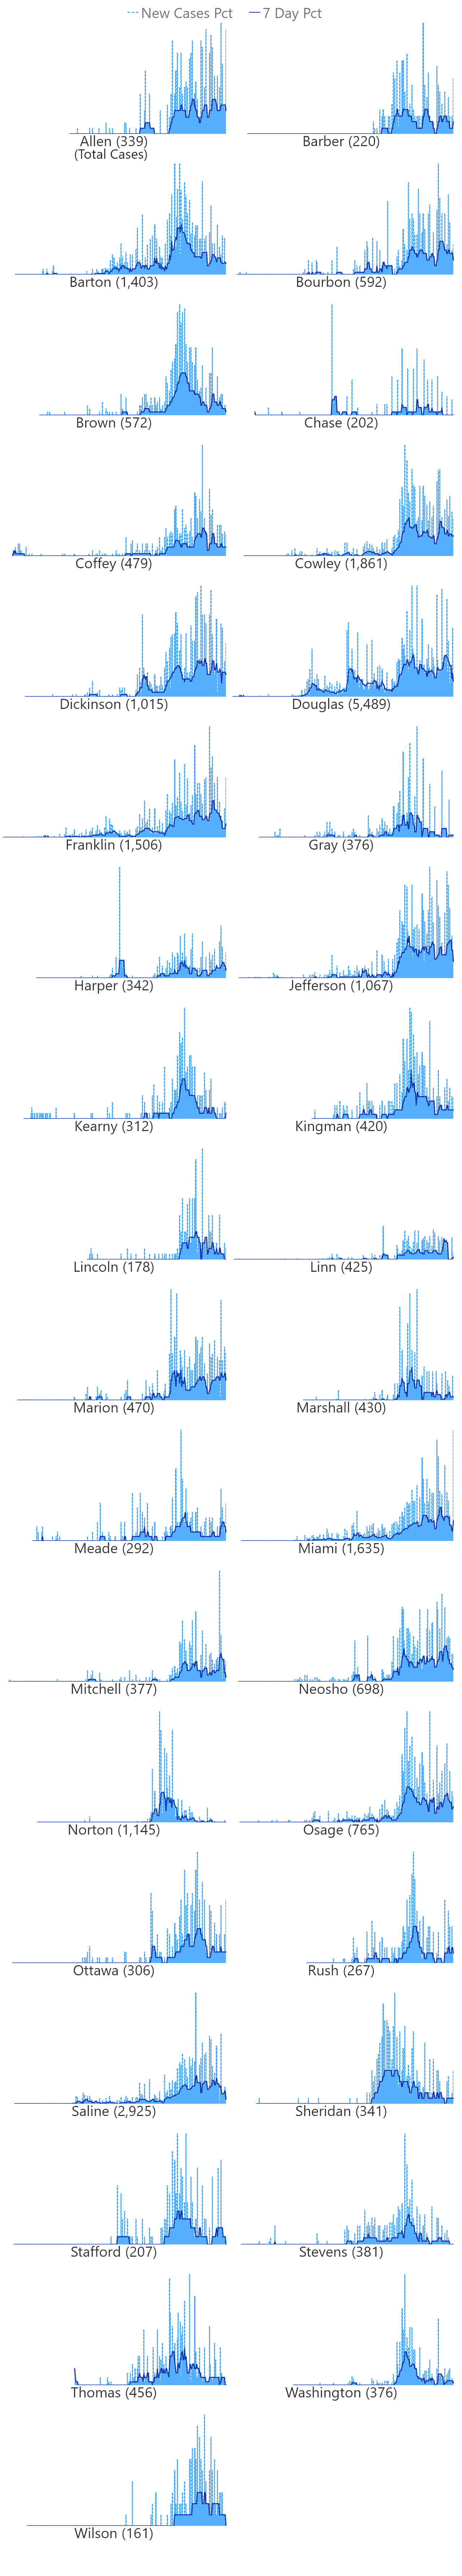 New Cases Pct 7 Day Pct
Allen (339) Barber (220)
(Total Cases)
Barton (1,403) Bourbon (592)
Brown (572) Chase (202)
Coffey (479) Cowley (1,861)
Dickinson (1,015) Douglas (5,489)
Franklin (1,506) Gray (376)
Harper (342) Jefferson (1,067)
Kearny (312) Kingman (420)
Lincoln (178) Linn (425)
Marion (470) Marshall (430)
Meade (292) Miami (1,635)
Mitchell (377) Neosho (698)
Norton (1,145) Osage (765)
Ottawa (306) Rush (267)
Saline (2,925) Sheridan (341)
Stafford (207) Stevens (381)
Thomas (456) Washington (376)
Wilson (161)